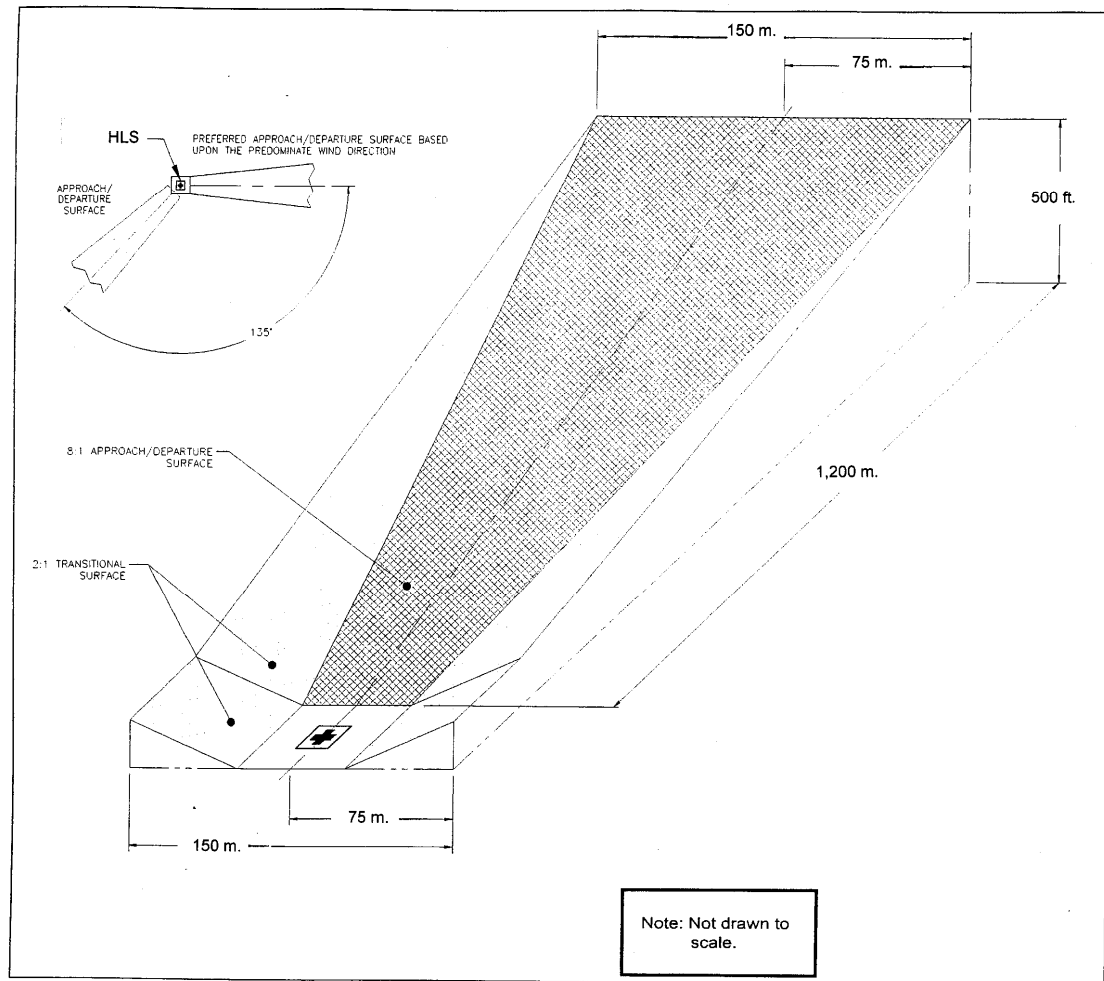 150 m.
75 m.
HLS
PREFERRED APPROACH/DEPARTURE SURFACE BASED
UPON THE PREDOMINATE WIND DIRECTION
APPROACH/
DEPARTURE
SURFACE
500 ft.
135°
8:1 APPROACH/DEPARTURE
SURFACE
1,200 m.
2:1 TRANSITIONAL
SURFACE
75 m.
150 m.
Note: Not drawn to
scale.